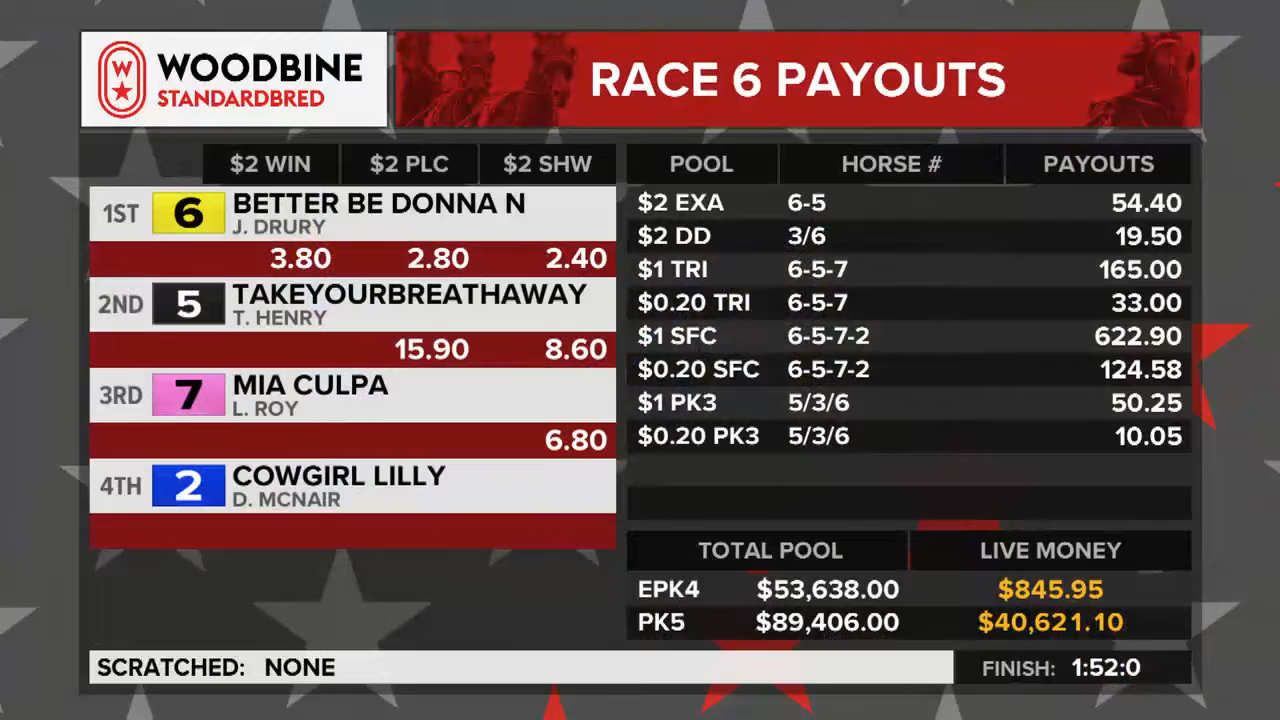 W
WOODBINE
STANDARDBRED
RACE 6 PAYOUTS
$2 WIN $2 PLC $2 SHW
1ST 6 BETTER BE DONNA N
J. DRURY
3.80 2.80 2.40
2ND 5 TAKEYOURBREATHAWAY
T. HENRY
15.90 8.60
3RD 7 MIA CULPA
L. ROY
6.80
4TH 2 COWGIRL LILLY
D. MCNAIR
POOL HORSE # PAYOUTS
$2 EXA 6-5 54.40
$2 DD 3/6 19.50
$1 TRI 6-5-7 165.00
$0.20 TRI 6-5-7 33.00
$1 SFC 6-5-7-2 622.90
$0.20 SFC 6-5-7-2 124.58
$1 PK3 5/3/6 50.25
$0.20 PK3 5/3/6 10.05
TOTAL POOL LIVE MONEY
EPK4 $53,638.00 $845.95
PK5 $89,406.00 $40,621.10
SCRATCHED: NONE FINISH: 1:52:0